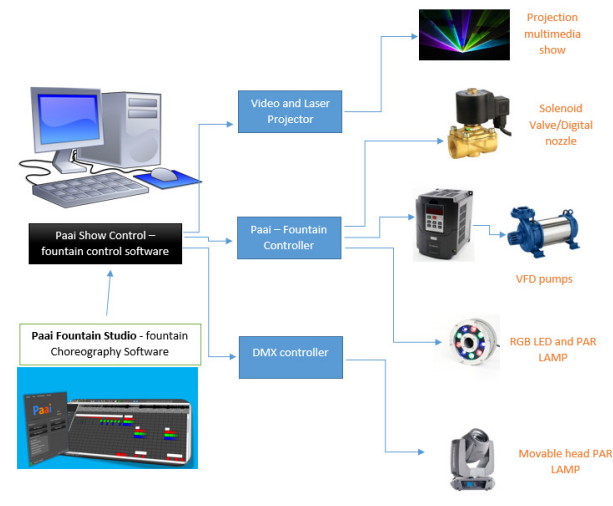 Projection
multimedia
show
Video and Laser
Projector
Solenoid
Valve/Digital
nozzle
Paai Show Control –
fountain control software
Paai – Fountain
Controller
VFD pumps
Paai Fountain Studio - fountain
Choreography Software
DMX controller
RGB LED and PAR
LAMP
Paai
Movable head PAR
LAMP